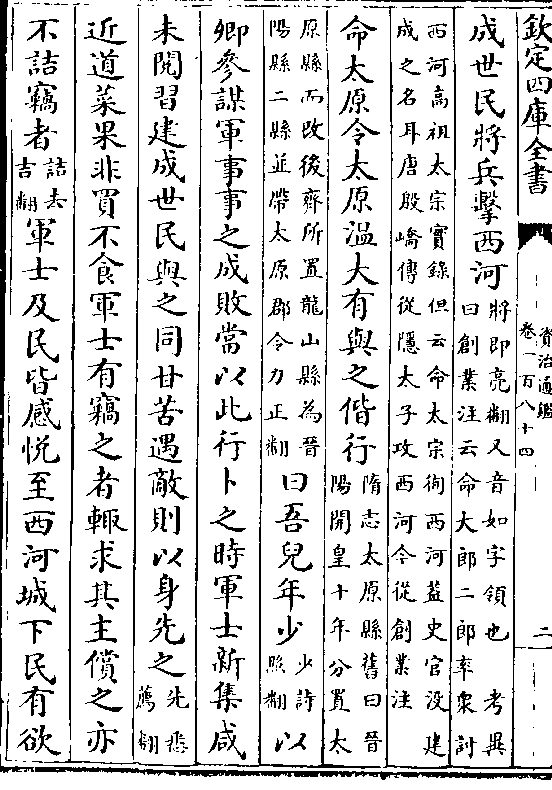 欽定四庫全書
資治通鑑
卷一百八十四
二
成世民將兵擊西河將即亮翻又音如字領也 考異
曰創業注云命大郎二郎率衆討
西河高祖太宗實錄但云命太宗徇西河蓋史官没建
成之名耳唐殷嶠傳從隱太子攻西河今從創業注
命太原令太原溫大有與之偕行隋志太原縣舊曰晉
陽開皇十年分置太
原縣而改後齊所置龍山縣為晉
陽縣二縣並帶太原郡令力正翻
曰吾兒年少少詩
照翻
以
卿參謀軍事事之成敗當以此行卜之時軍士新集咸
未閱習建成世民與之同甘苦遇敵則以身先之先悉
薦翻
近道菜果非買不食軍士有竊之者輒求其主償之亦
不詰竊者詰去
吉翻
軍士及民皆感悅至西河城下民有欲